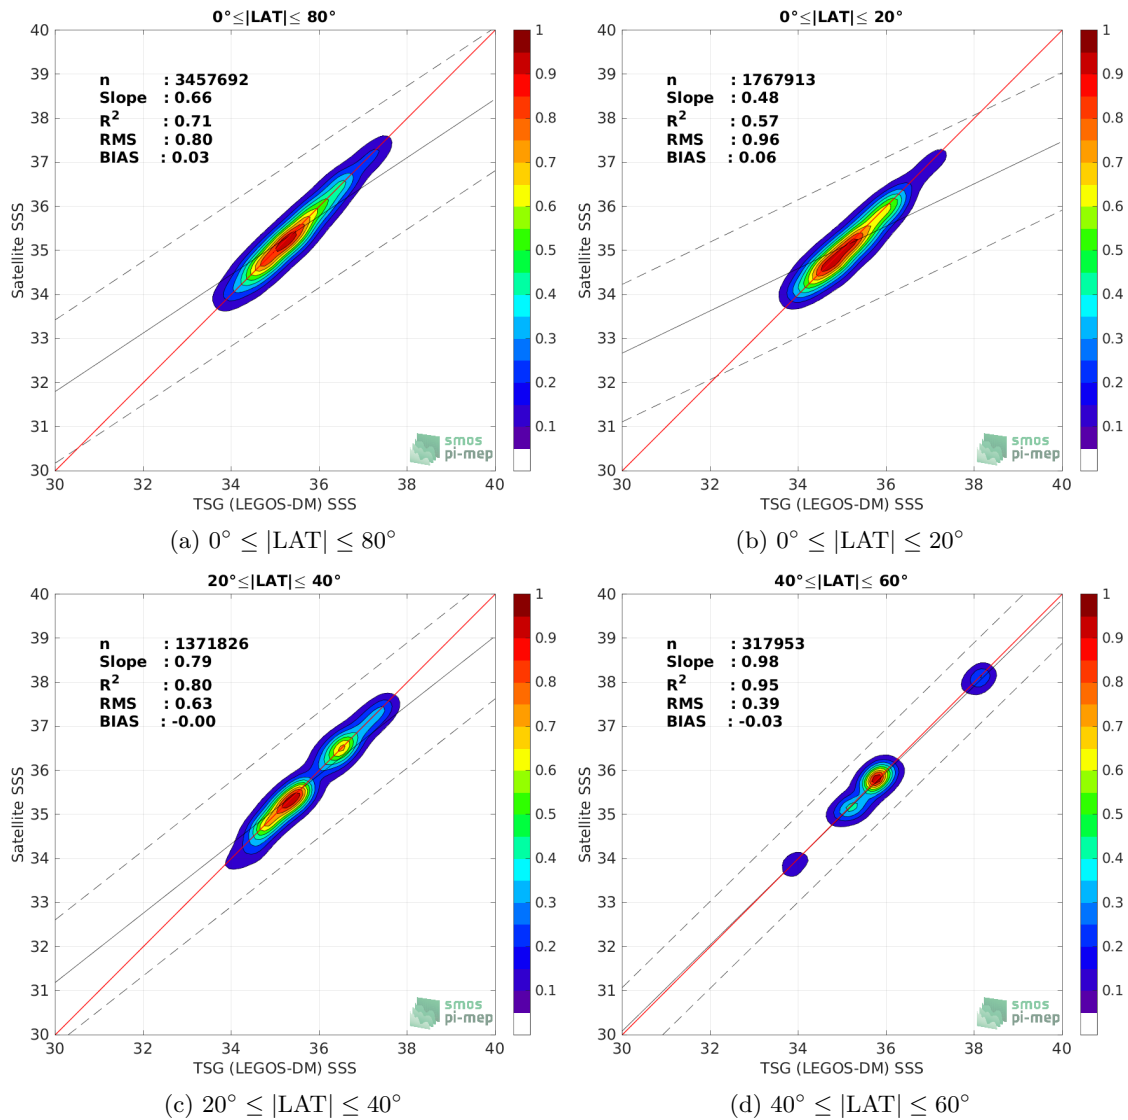 0°≤|LAT|≤ 80°
40
39
38
37
36
35
34
33
32
31
30
Satellite SSS
n : 3457692
Slope : 0.66
R² : 0.71
RMS : 0.80
BIAS : 0.03
smos
pi-mep
30 32 34 36 38 40
TSG (LEGOS-DM) SSS
1
0.9
0.8
0.7
0.6
0.5
0.4
0.3
0.2
0.1
(a) 0° ≤ |LAT| ≤ 80°
0°≤|LAT|≤ 20°
40
39
38
37
36
35
34
33
32
31
30
Satellite SSS
n : 1767913
Slope : 0.48
R² : 0.57
RMS : 0.96
BIAS : 0.06
smos
pi-mep
30 32 34 36 38 40
TSG (LEGOS-DM) SSS
1
0.9
0.8
0.7
0.6
0.5
0.4
0.3
0.2
0.1
(b) 0° ≤ |LAT| ≤ 20°
20°≤|LAT|≤ 40°
40
39
38
37
36
35
34
33
32
31
30
Satellite SSS
n : 1371826
Slope : 0.79
R² : 0.80
RMS : 0.63
BIAS : -0.00
smos
pi-mep
30 32 34 36 38 40
TSG (LEGOS-DM) SSS
1
0.9
0.8
0.7
0.6
0.5
0.4
0.3
0.2
0.1
(c) 20° ≤ |LAT| ≤ 40°
40°≤|LAT|≤ 60°
40
39
38
37
36
35
34
33
32
31
30
Satellite SSS
n : 317953
Slope : 0.98
R² : 0.95
RMS : 0.39
BIAS : -0.03
smos
pi-mep
30 32 34 36 38 40
TSG (LEGOS-DM) SSS
1
0.9
0.8
0.7
0.6
0.5
0.4
0.3
0.2
0.1
(d) 40° ≤ |LAT| ≤ 60°